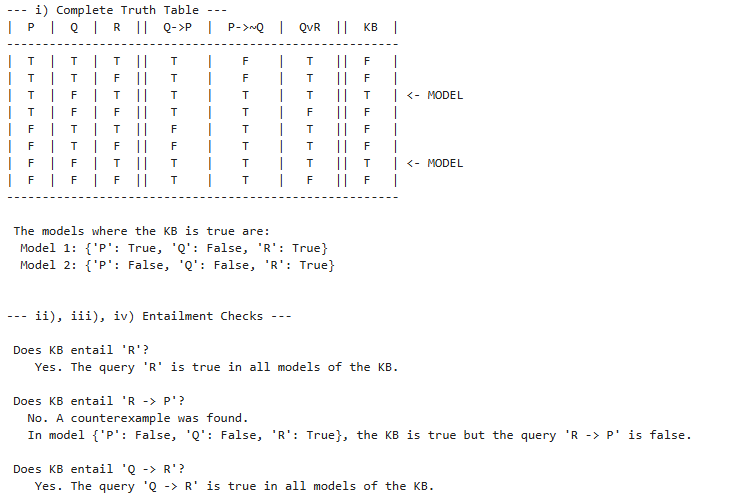 --- i) Complete Truth Table ---
| P | Q | R || Q->P | P->~Q | QvR || KB |
-------------------------------------------------------
| T | T | T || T | F | T || F |
| T | T | F || T | F | T || F |
| T | F | T || T | T | T || T | <- MODEL
| T | F | F || T | T | F || F |
| F | T | T || F | T | T || F |
| F | T | F || F | T | T || F |
| F | F | T || T | T | T || T | <- MODEL
| F | F | F || T | T | F || F |
-------------------------------------------------------
The models where the KB is true are:
Model 1: {'P': True, 'Q': False, 'R': True}
Model 2: {'P': False, 'Q': False, 'R': True}
--- ii), iii), iv) Entailment Checks ---
Does KB entail 'R'?
Yes. The query 'R' is true in all models of the KB.
Does KB entail 'R -> P'?
No. A counterexample was found.
In model {'P': False, 'Q': False, 'R': True}, the KB is true but the query 'R -> P' is false.
Does KB entail 'Q -> R'?
Yes. The query 'Q -> R' is true in all models of the KB.